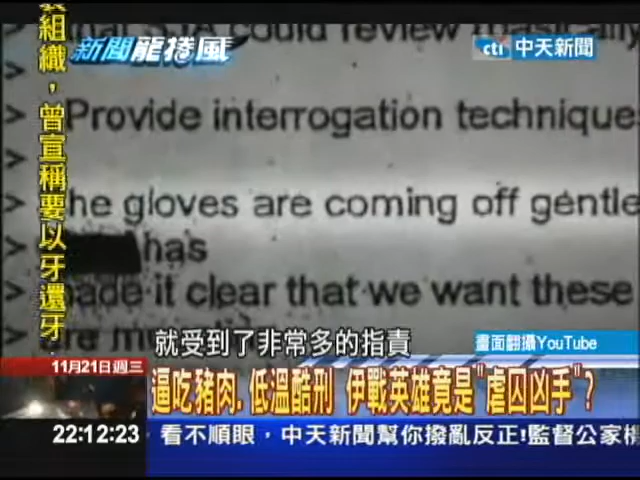 裝組織，曾宣稱要以牙還牙
新聞龍捲風
cti 中天新聞
> could review
>
> Provide interrogation technique
>
> he gloves are coming off gentle
> has
> ade it clear that we want these
>
就受到了非常多的指責
畫面翻攝YouTube
11月21日週三
逼吃豬肉.低溫酷刑 伊戰英雄竟是"虐囚凶手"?
22:12:23
看不順眼，中天新聞幫你撥亂反正!監督公家機